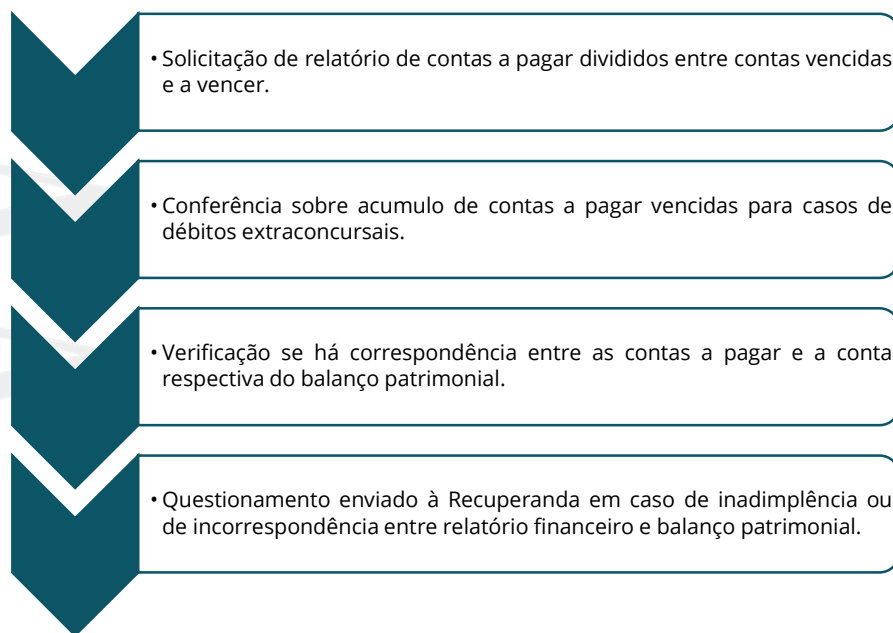 • Solicitação de relatório de contas a pagar divididos entre contas vencidas
e a vencer.
• Conferência sobre acumulo de contas a pagar vencidas para casos de
débitos extraconcursais.
• Verificação se há correspondência entre as contas a pagar e a conta
respectiva do balanço patrimonial.
• Questionamento enviado à Recuperanda em caso de inadimplência ou
de incorrespondência entre relatório financeiro e balanço patrimonial.